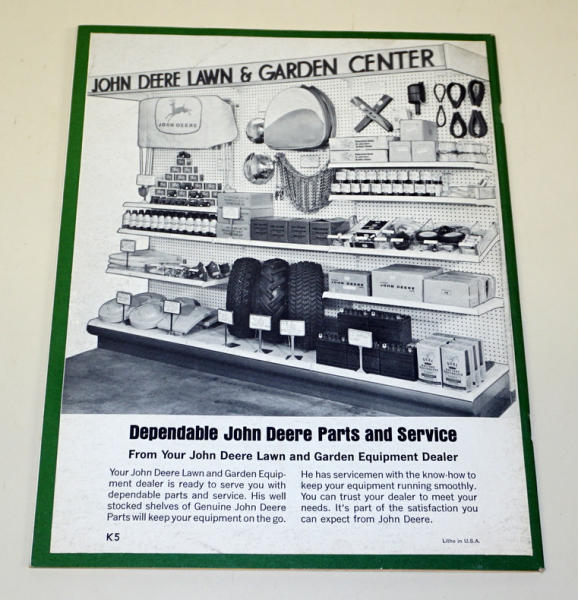 JOHN DEERE LAWN & GARDEN CENTER
JOHN DEERE
JOHN DEERE
Dependable John Deere Parts and Service
From Your John Deere Lawn and Garden Equipment Dealer
Your John Deere Lawn and Garden Equip-
ment dealer is ready to serve you with
dependable parts and service. His well
stocked shelves of Genuine John Deere
Parts will keep your equipment on the go.
He has servicemen with the know-how to
keep your equipment running smoothly.
You can trust your dealer to meet your
needs. It's part of the satisfaction you
can expect from John Deere.
K5
Litho in U.S.A.